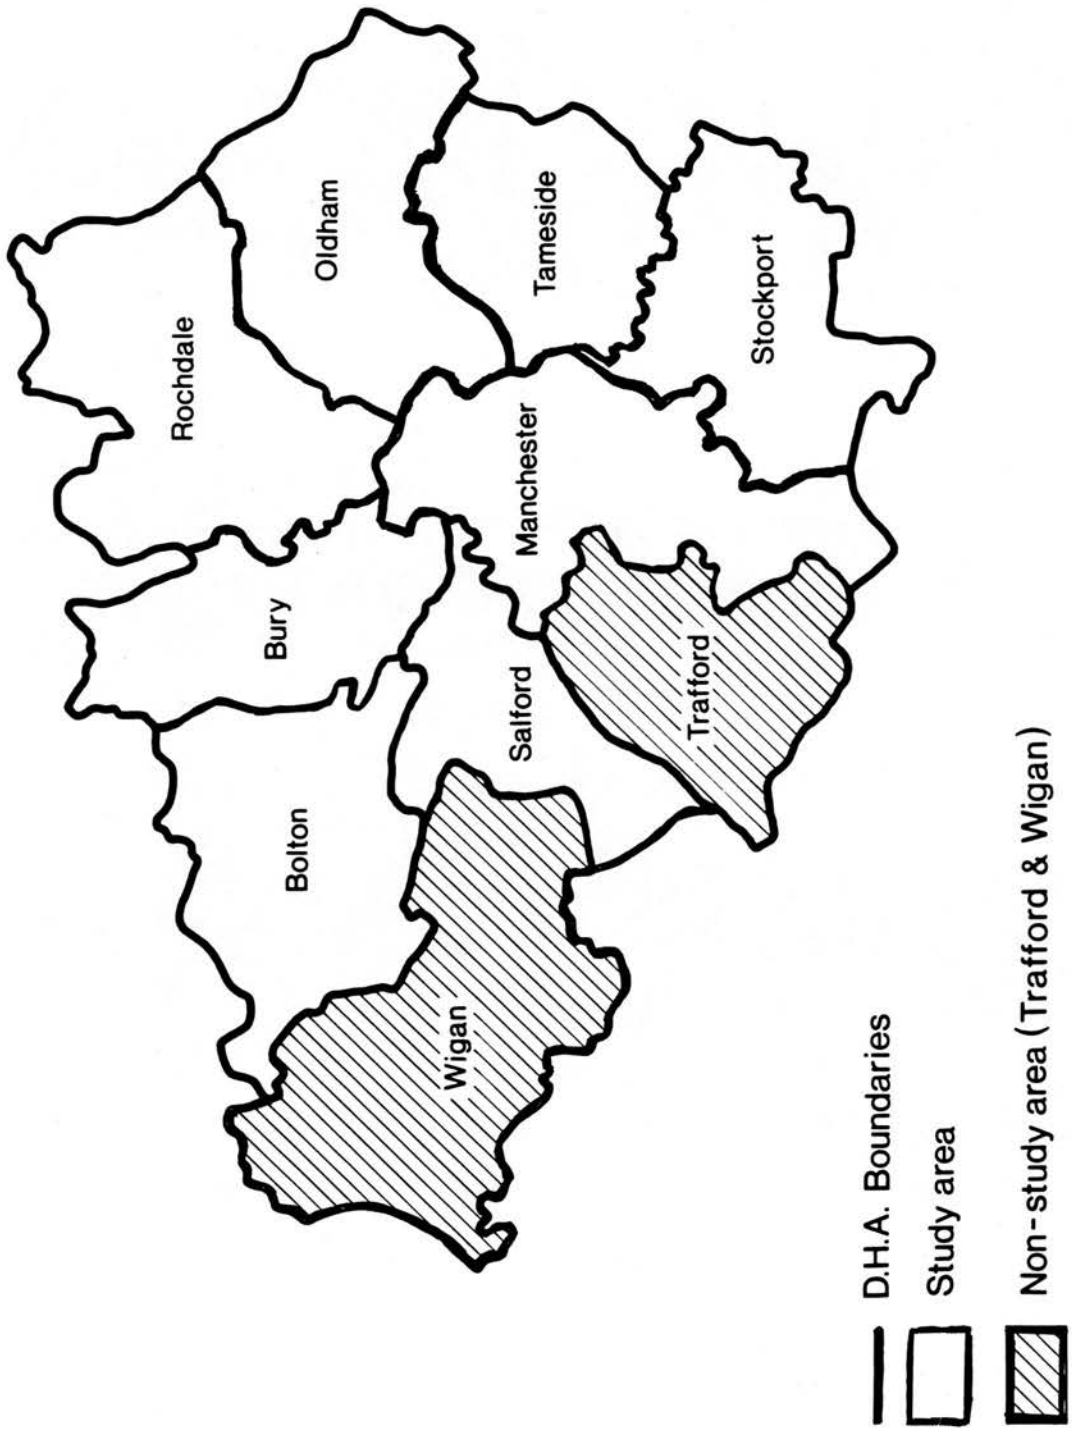 Rochdale
Oldham
Bury
Bolton
Tameside
Manchester
Salford
Wigan
Stockport
Trafford
D.H.A. Boundaries
Study area
Non-study area (Trafford & Wigan)